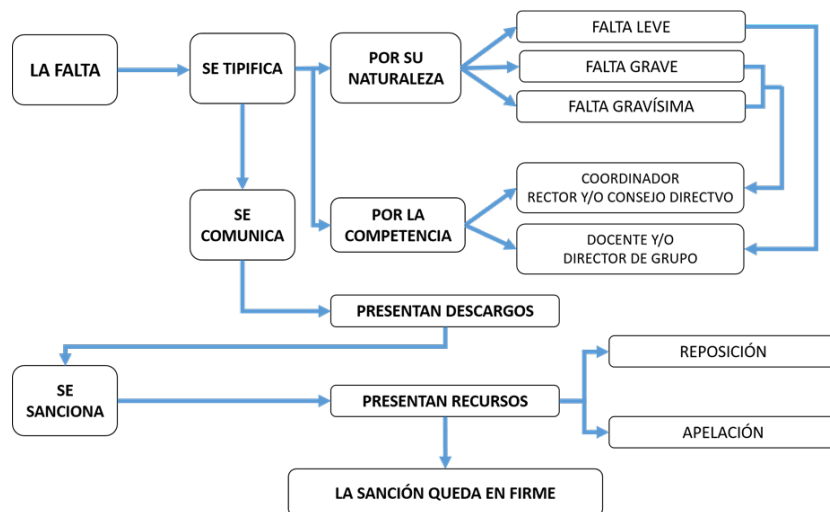 LA FALTA
SE TIPIFICA
POR SU
NATURALEZA
FALTA LEVE
FALTA GRAVE
FALTA GRAVÍSIMA
SE
COMUNICA
POR LA
COMPETENCIA
COORDINADOR
RECTOR Y/O CONSEJO DIRECTVO
DOCENTE Y/O
DIRECTOR DE GRUPO
PRESENTAN DESCARGOS
SE
SANCIONA
PRESENTAN RECURSOS
REPOSICIÓN
APELACIÓN
LA SANCIÓN QUEDA EN FIRME